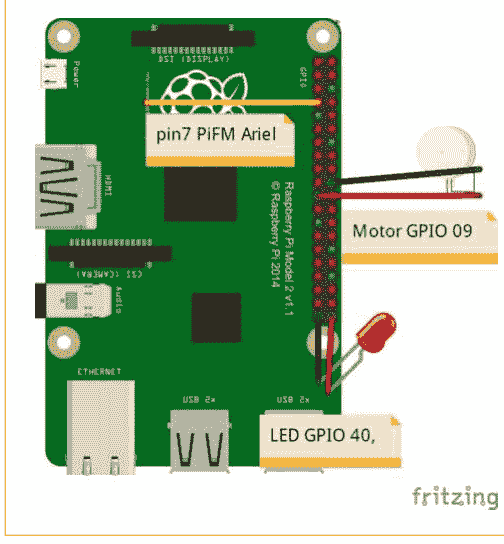 DSI (DISPLAY)
Power
GPIO
pin7 PiFM Ariel
HDMI
Raspberry Pi Model 2 v1.1
© Raspberry Pi 2014
Motor GPIO 09
CSI (CAMERA)
Audio
ETHERNET
USB 2x
USB 2x
LED GPIO 40,
fritzing